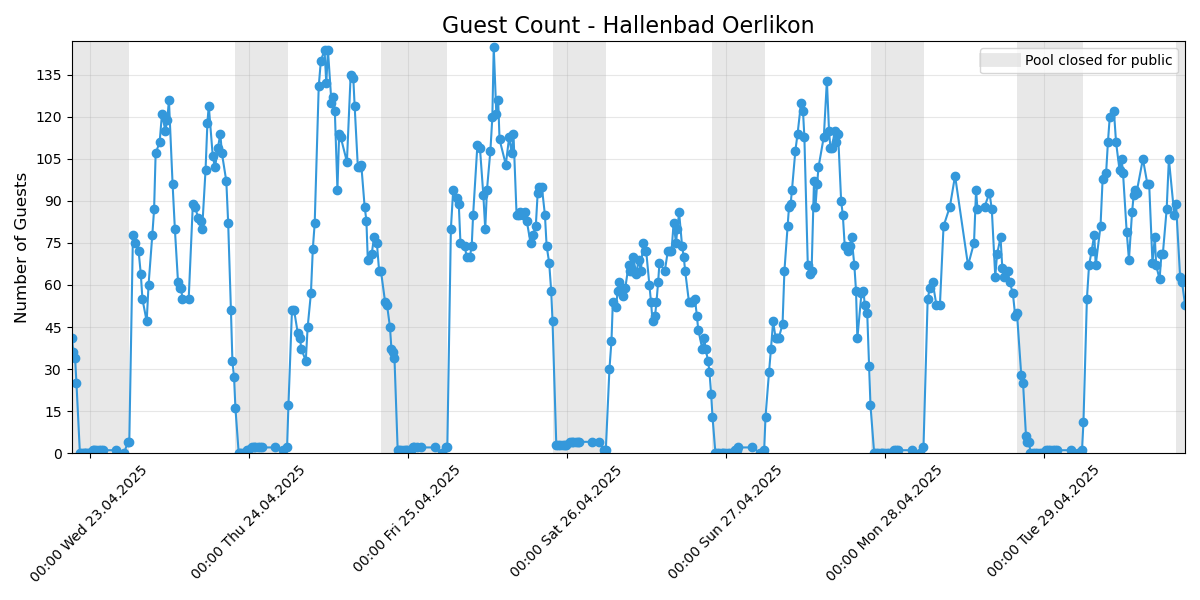 Guest Count - Hallenbad Oerlikon
Pool closed for public
Number of Guests
135
120
105
90
75
60
45
30
15
0
00:00 Wed 23.04.2025
00:00 Thu 24.04.2025
00:00 Fri 25.04.2025
00:00 Sat 26.04.2025
00:00 Sun 27.04.2025
00:00 Mon 28.04.2025
00:00 Tue 29.04.2025